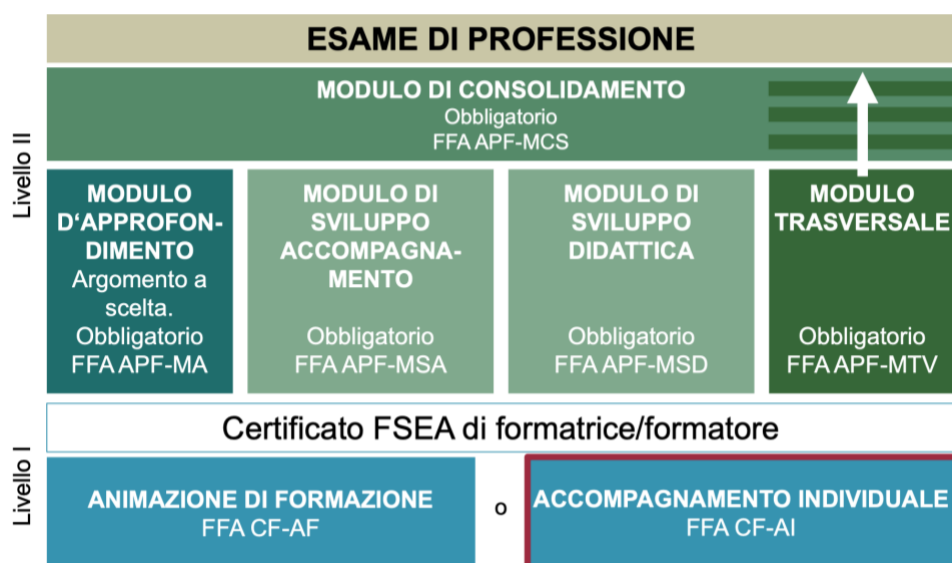 ESAME DI PROFESSIONE
Livello II
MODULO DI CONSOLIDAMENTO
Obbligatorio
FFA APF-MCS
MODULO
D‘APPROFON-
DIMENTO
Argomento a
scelta.
Obbligatorio
FFA APF-MA
MODULO DI
SVILUPPO
ACCOMPAGNA-
MENTO
Obbligatorio
FFA APF-MSA
MODULO DI
SVILUPPO
DIDATTICA
Obbligatorio
FFA APF-MSD
MODULO
TRASVERSALE
Obbligatorio
FFA APF-MTV
Certificato FSEA di formatrice/formatore
Livello I
ANIMAZIONE DI FORMAZIONE
FFA CF-AF
o
ACCOMPAGNAMENTO INDIVIDUALE
FFA CF-AI